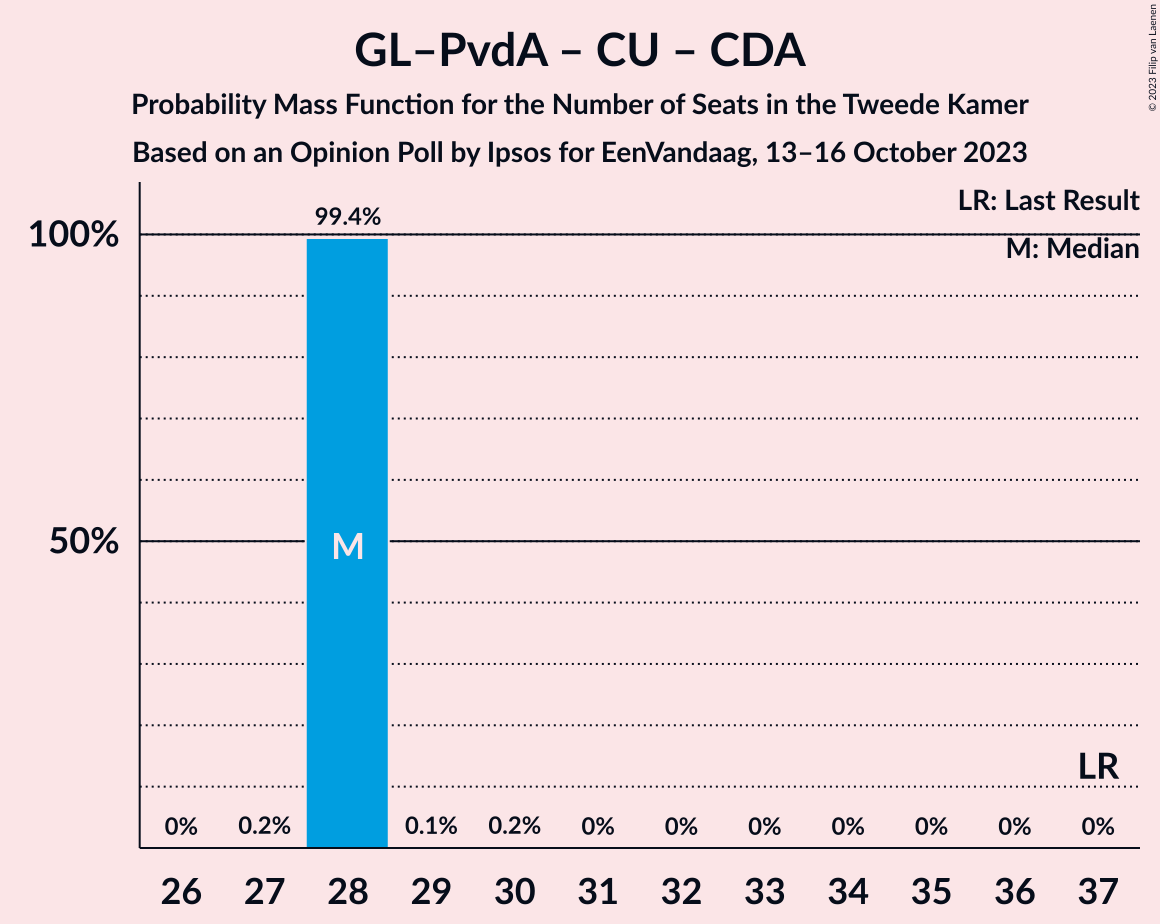 GL–PvdA – CU – CDA
Probability Mass Function for the Number of Seats in the Tweede Kamer
Based on an Opinion Poll by Ipsos for EenVandaag, 13–16 October 2023
© 2023 Filip van Laenen
LR: Last Result
M: Median
99.4%
100%
50%
M
LR
0% 0.2% 0.1% 0.2% 0% 0% 0% 0% 0% 0% 0%
26 27 28 29 30 31 32 33 34 35 36 37